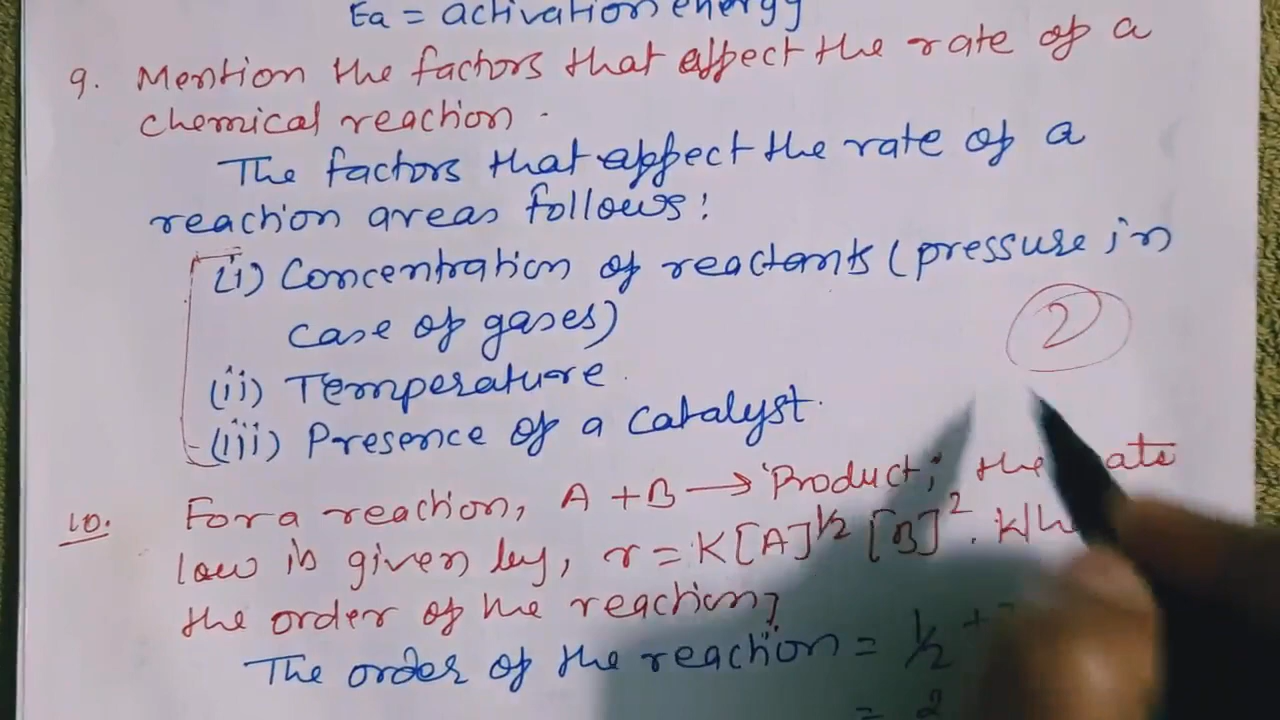 Ea = activation energy
9. Mention the factors that affect the rate of a
chemical reaction.
The factors that affect the rate of a
reaction areas follows:
(i) Concentration of reactants (pressure in
case of gases)
2
(ii) Temperature.
(iii) Presence of a catalyst.
10. For a reaction, A + B → Product; the rate
law is given by, r = K[A]^1/2 [B]^2.
the order of the reaction?
The order of the reaction = 1/2 +
=